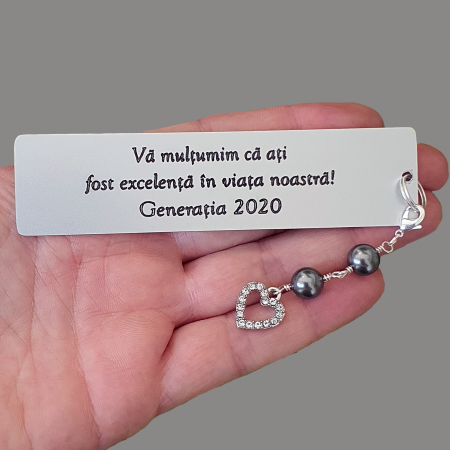 Vă mulțumim că ați
fost excelență în viața noastră!
Generația 2020